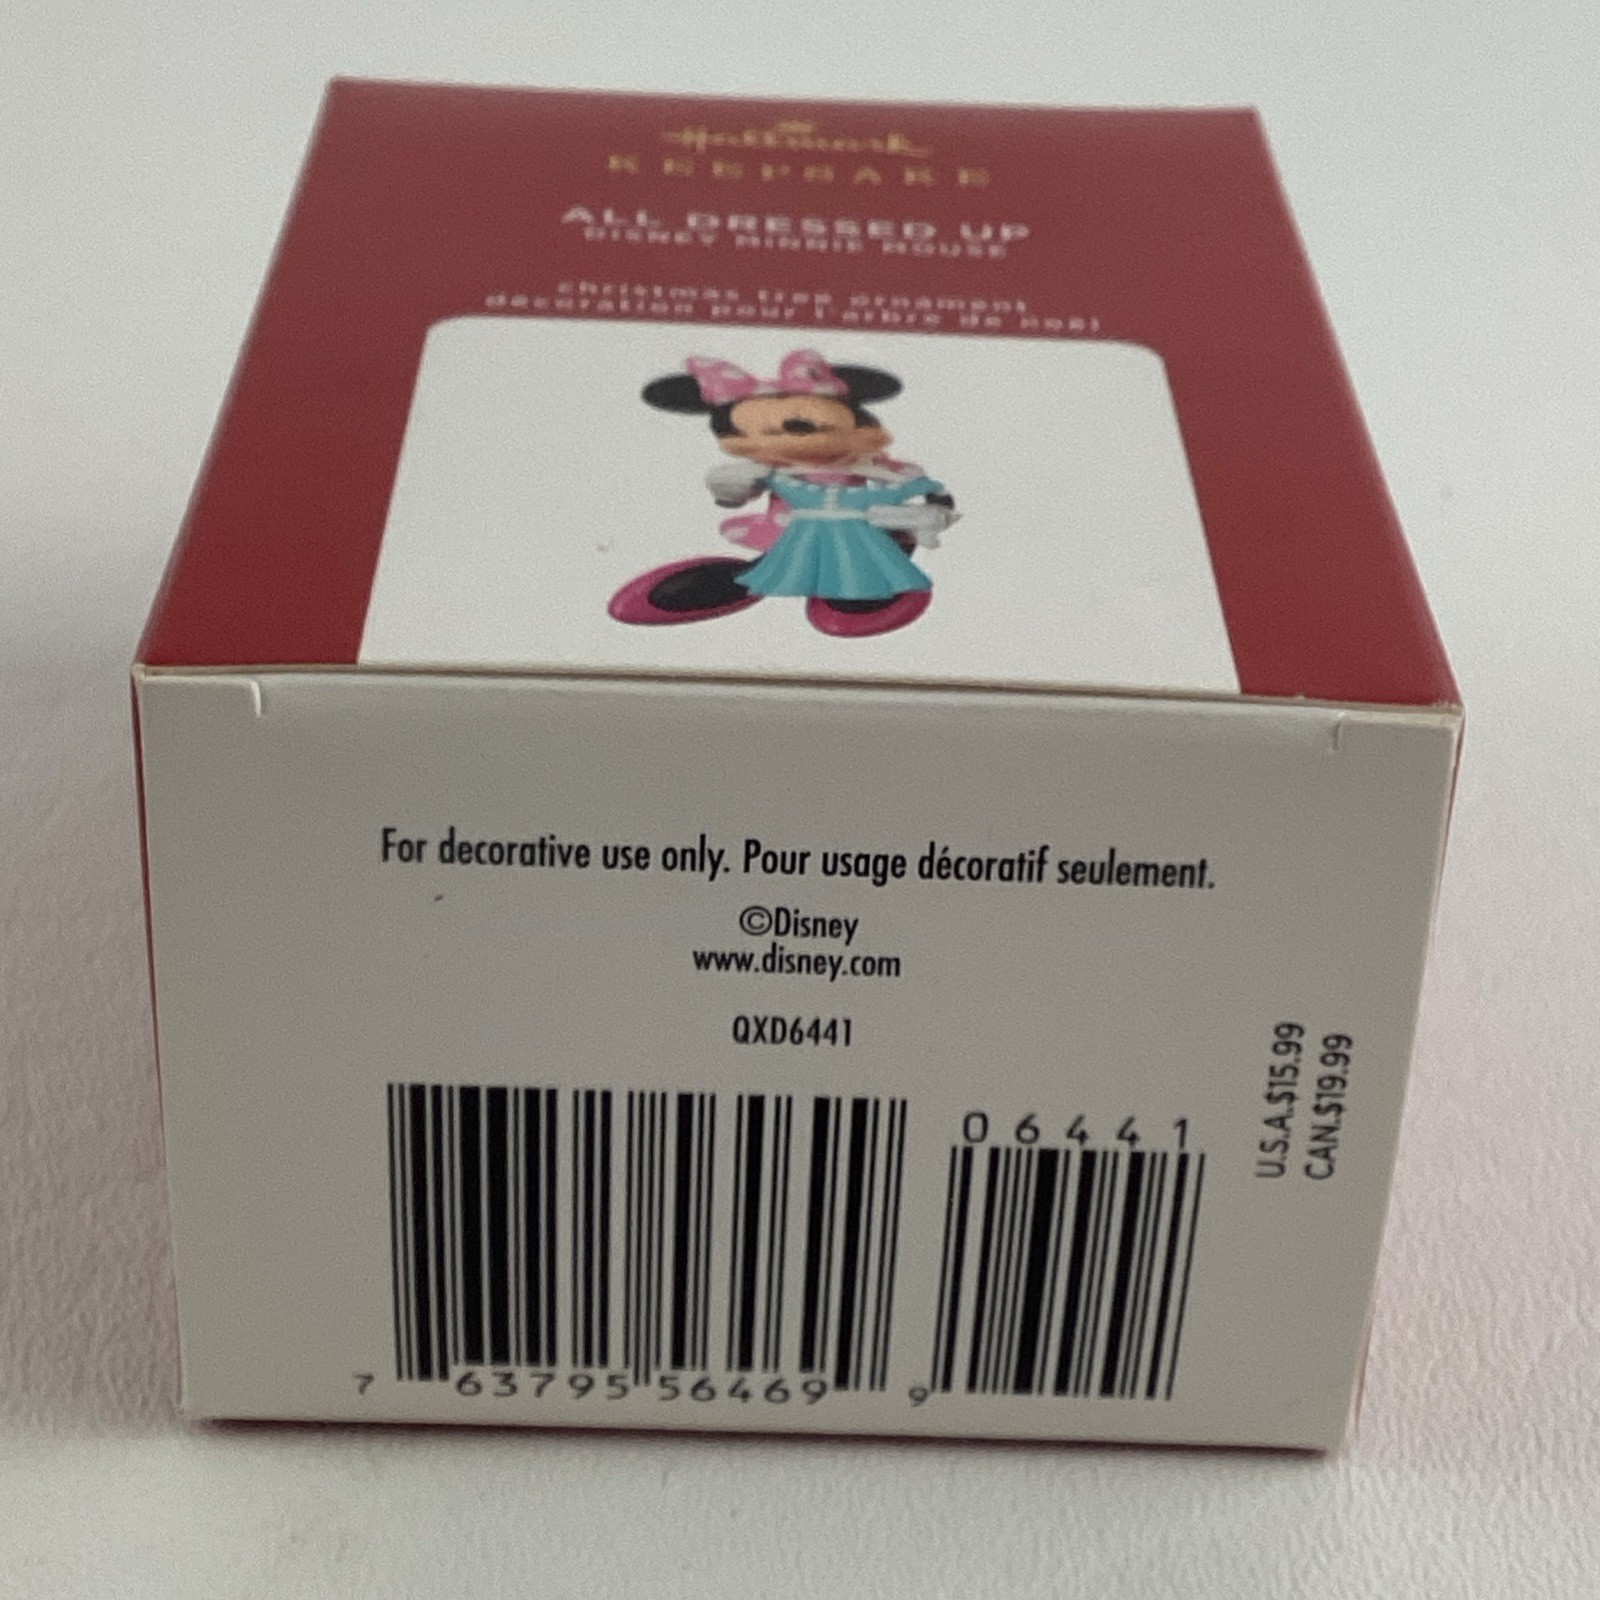 Hallmark
KEEPSAKE
ALL DRESSED UP
DISNEY MINNIE MOUSE
christmas tree ornament
décoration pour l'arbre de noël
For decorative use only. Pour usage décoratif seulement.
©Disney
www.disney.com
QXD6441
U.S.A.$15.99
CAN.$19.99
06441
7 63795 56469 9